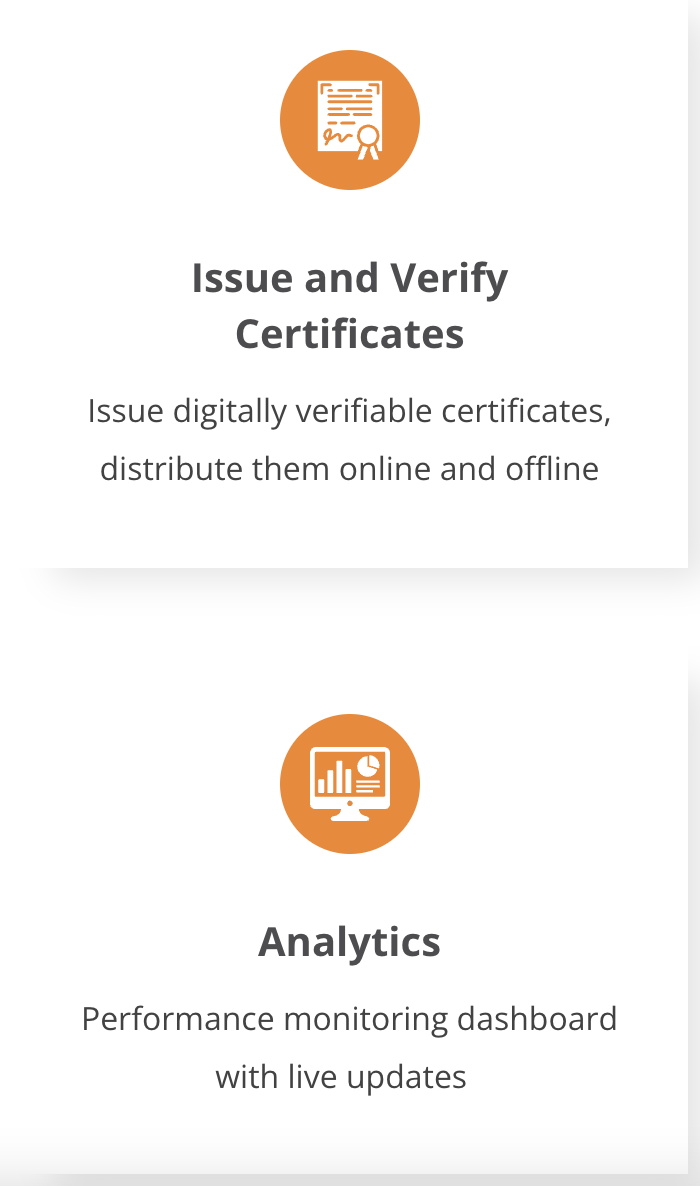 Issue and Verify
Certificates
Issue digitally verifiable certificates,
distribute them online and offline
Analytics
Performance monitoring dashboard
with live updates